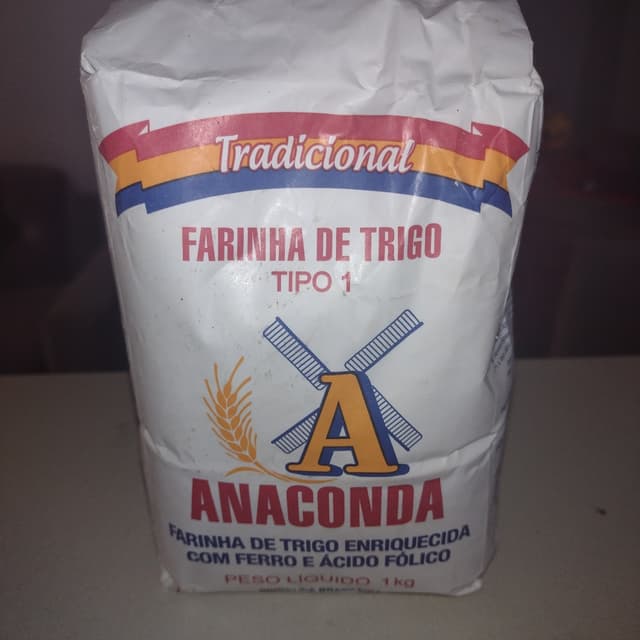 Tradicional
FARINHA DE TRIGO
TIPO 1
A
ANACONDA
FARINHA DE TRIGO ENRIQUECIDA
COM FERRO E ÁCIDO FÓLICO
PESO LÍQUIDO 1kg